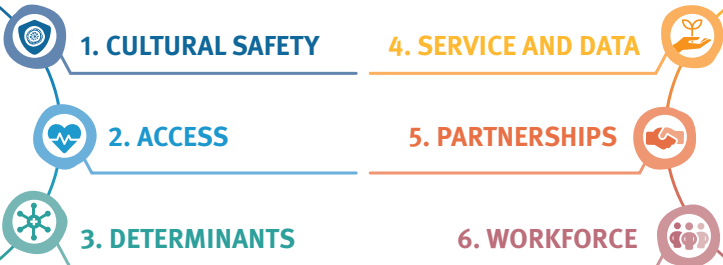 1. CULTURAL SAFETY
2. ACCESS
3. DETERMINANTS
4. SERVICE AND DATA
5. PARTNERSHIPS
6. WORKFORCE